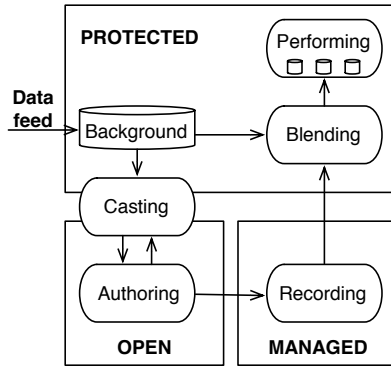 PROTECTED
Performing
Data
feed
Background
Blending
Casting
Authoring
Recording
OPEN
MANAGED